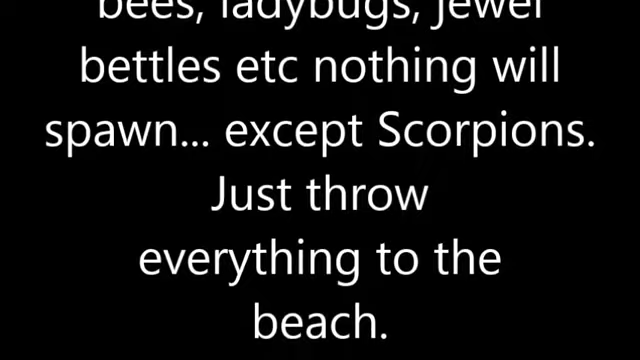 bees, ladybugs, jewel
bettles etc nothing will
spawn... except Scorpions.
Just throw
everything to the
beach.